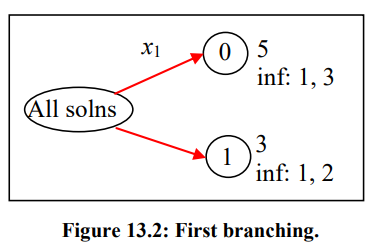 x1
0 5
inf: 1, 3
All solns
1 3
inf: 1, 2
Figure 13.2: First branching.